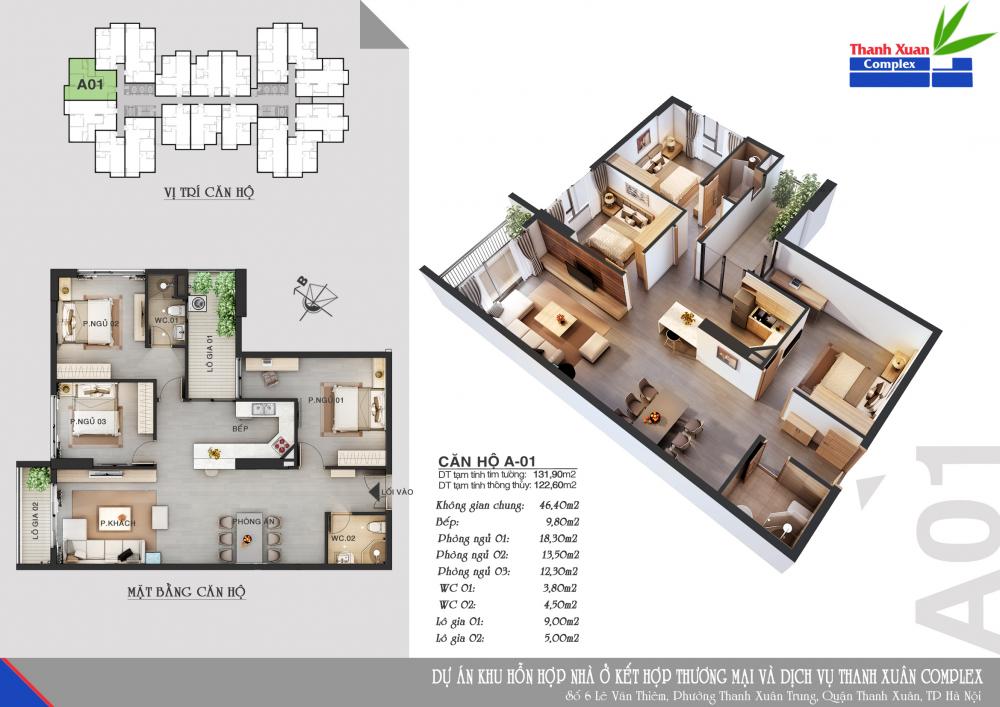 Thanh Xuan
Complex
A01
VỊ TRÍ CĂN HỘ
B
P.NGỦ 02
WC.01
LÔ GIA 01
P.NGỦ 03
P.NGỦ 01
BẾP
LỐI VÀO
LÔ GIA 02
P.KHÁCH
PHÒNG ĂN
WC.02
MẶT BẰNG CĂN HỘ
CĂN HỘ A-01
DT tạm tính tim tường: 131,90m2
DT tạm tính thông thủy: 122,60m2
Không gian chung: 46,40m2
Bếp: 9,80m2
Phòng ngủ 01: 18,30m2
Phòng ngủ 02: 13,50m2
Phòng ngủ 03: 12,30m2
WC 01: 3,80m2
WC 02: 4,50m2
Lô gia 01: 9,00m2
Lô gia 02: 5,00m2
A01
DỰ ÁN KHU HỖN HỢP NHÀ Ở KẾT HỢP THƯƠNG MẠI VÀ DỊCH VỤ THANH XUÂN COMPLEX
Số 6 Lê Văn Thiêm, Phường Thanh Xuân Trung, Quận Thanh Xuân, TP Hà Nội